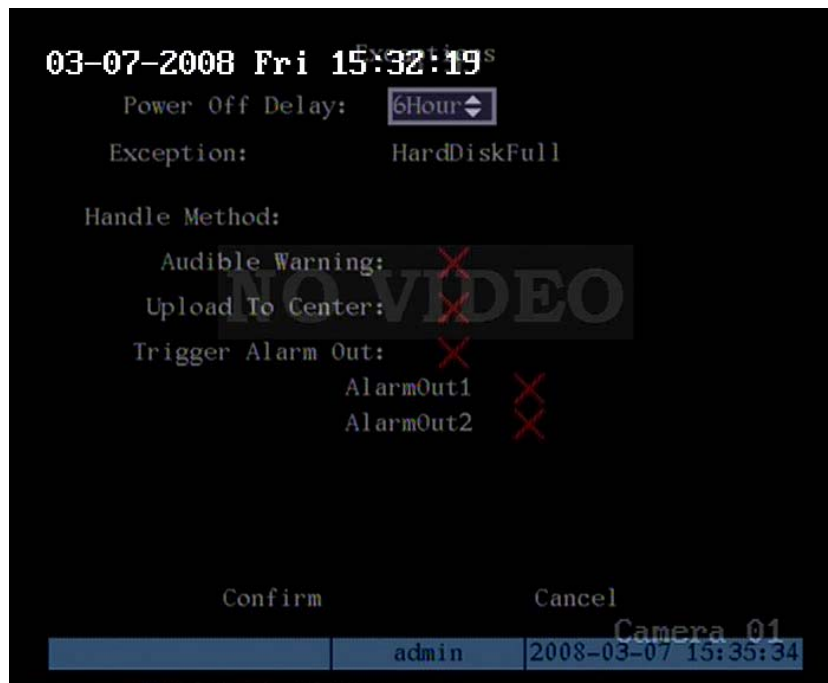 Exceptions
03-07-2008 Fri 15:32:19
Power Off Delay: 6Hour
Exception: HardDiskFull
Handle Method:
Audible Warning:
NO VIDEO
Upload To Center:
Trigger Alarm Out:
AlarmOut1
AlarmOut2
Confirm Cancel
Camera 01
admin 2008-03-07 15:35:34